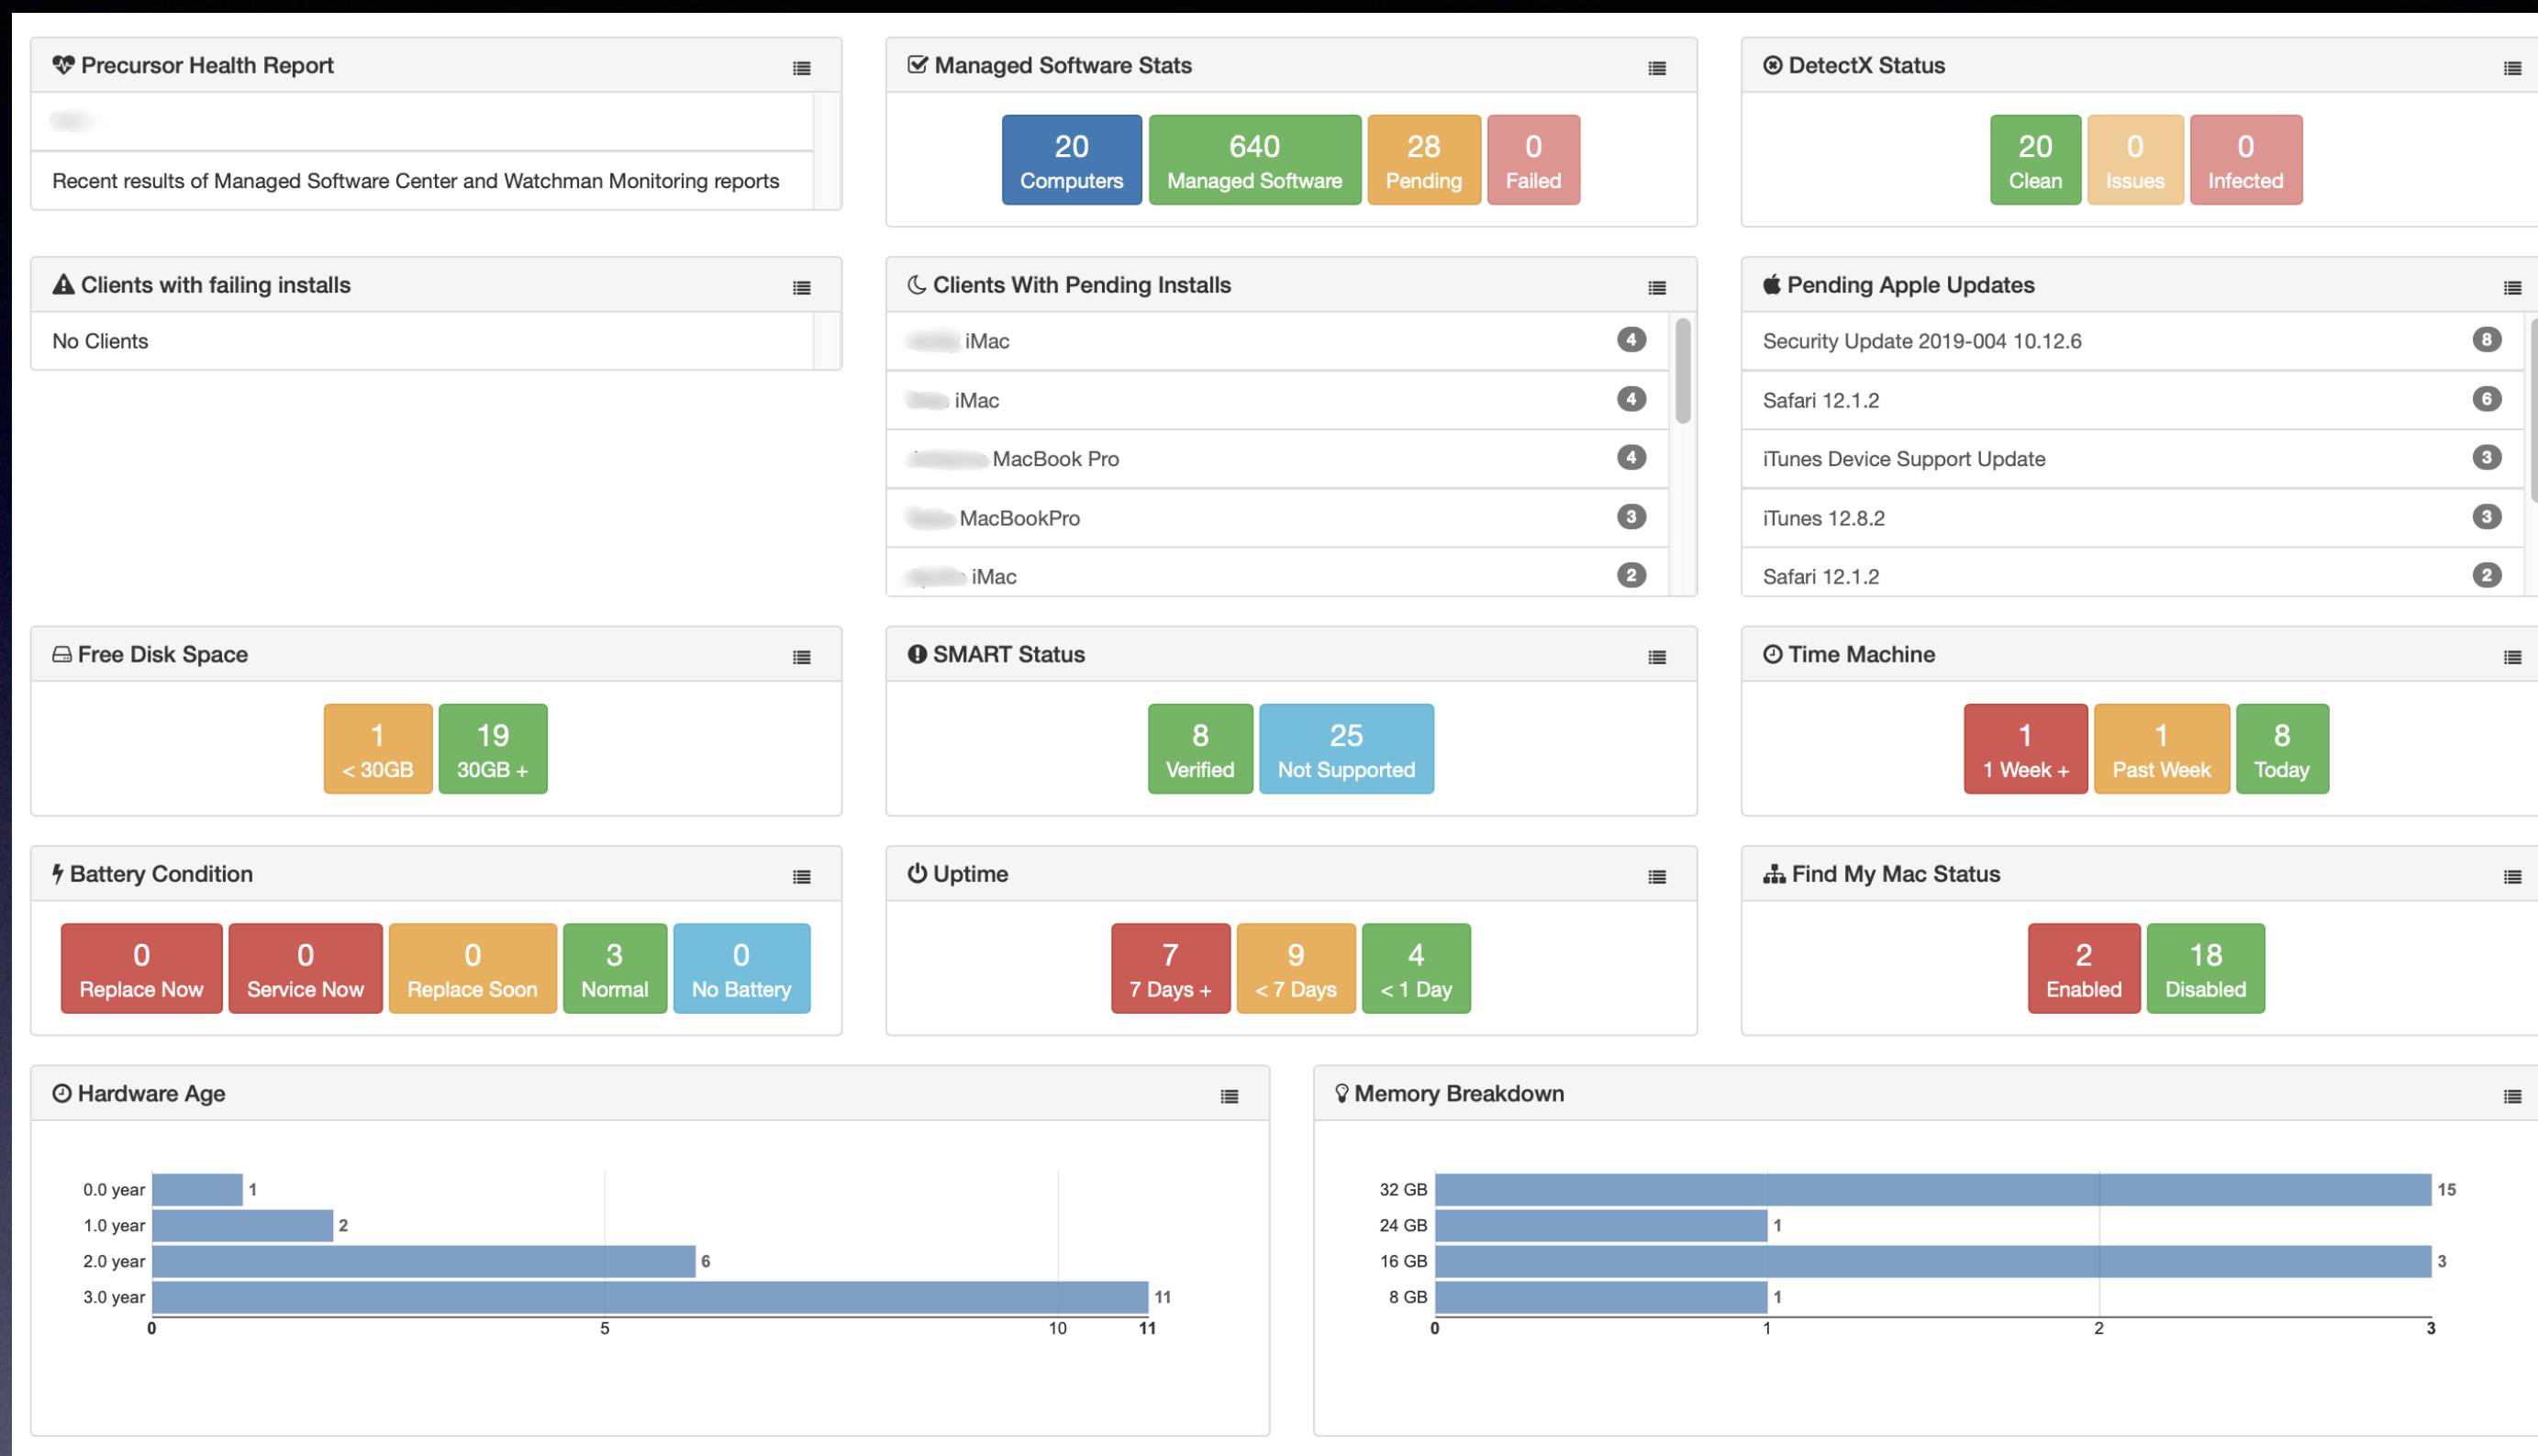 Precursor Health Report
Recent results of Managed Software Center and Watchman Monitoring reports
Managed Software Stats
20 Computers
640 Managed Software
28 Pending
0 Failed
DetectX Status
20 Clean
0 Issues
0 Infected
Clients with failing installs
No Clients
Clients With Pending Installs
iMac 4
iMac 4
MacBook Pro 4
MacBookPro 3
iMac 2
Pending Apple Updates
Security Update 2019-004 10.12.6 8
Safari 12.1.2 6
iTunes Device Support Update 3
iTunes 12.8.2 3
Safari 12.1.2 2
Free Disk Space
1 < 30GB
19 30GB +
SMART Status
8 Verified
25 Not Supported
Time Machine
1 1 Week +
1 Past Week
8 Today
Battery Condition
0 Replace Now
0 Service Now
0 Replace Soon
3 Normal
0 No Battery
Uptime
7 7 Days +
9 < 7 Days
4 < 1 Day
Find My Mac Status
2 Enabled
18 Disabled
Hardware Age
0.0 year 1
1.0 year 2
2.0 year 6
3.0 year 11
0 5 10 11
Memory Breakdown
32 GB 15
24 GB 1
16 GB 3
8 GB 1
0 1 2 3